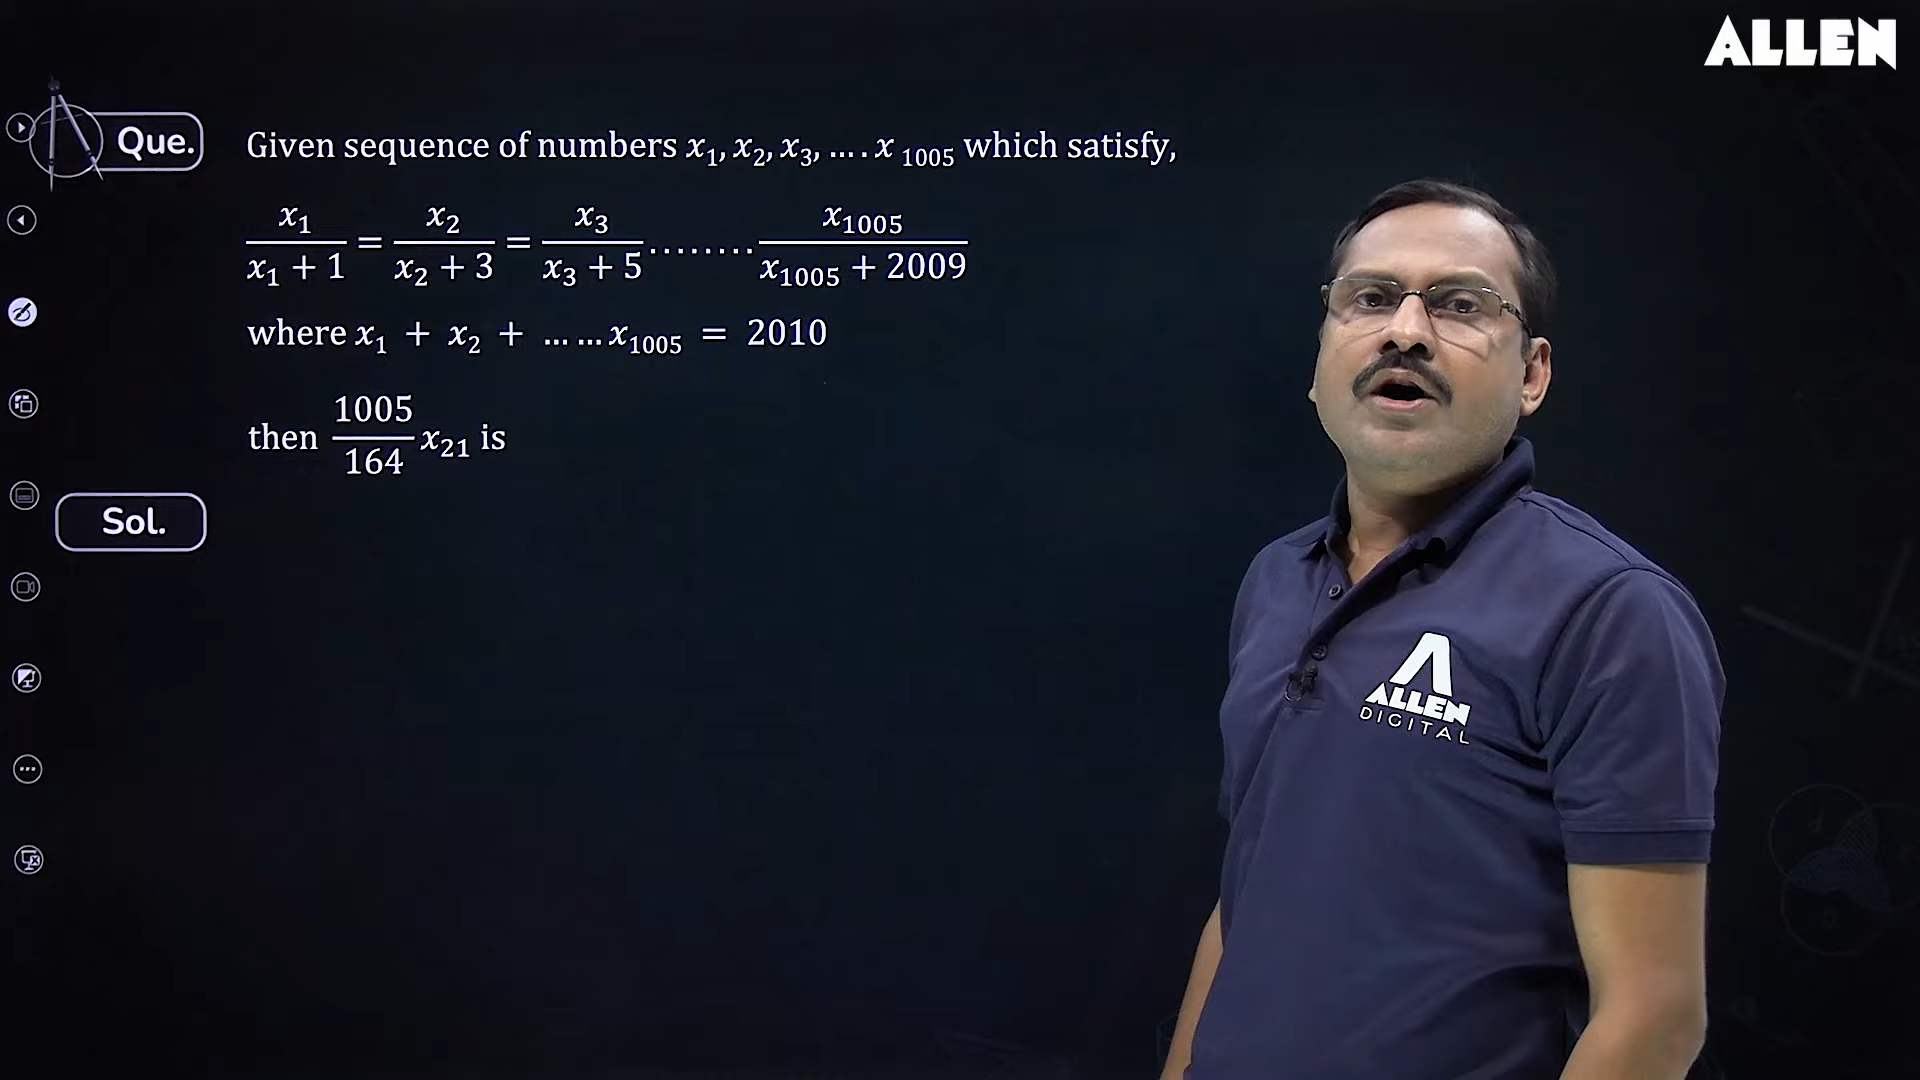 ALLEN
Que.
Given sequence of numbers x₁, x₂, x₃, ... . x ₁₀₀₅ which satisfy,
x₁/(x₁ + 1) = x₂/(x₂ + 3) = x₃/(x₃ + 5) ........ x₁₀₀₅/(x₁₀₀₅ + 2009)
where x₁ + x₂ + ... ... x₁₀₀₅ = 2010
then 1005/164 x₂₁ is
Sol.
ALLEN
DIGITAL